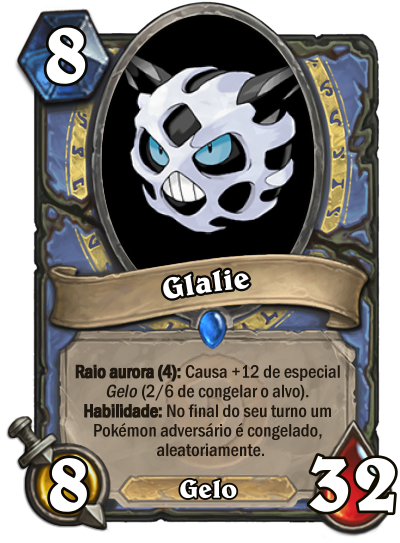 8
Glalie
Raio aurora (4): Causa +12 de especial
Gelo (2/6 de congelar o alvo).
Habilidade: No final do seu turno um
Pokémon adversário é congelado,
aleatoriamente.
8
Gelo
32